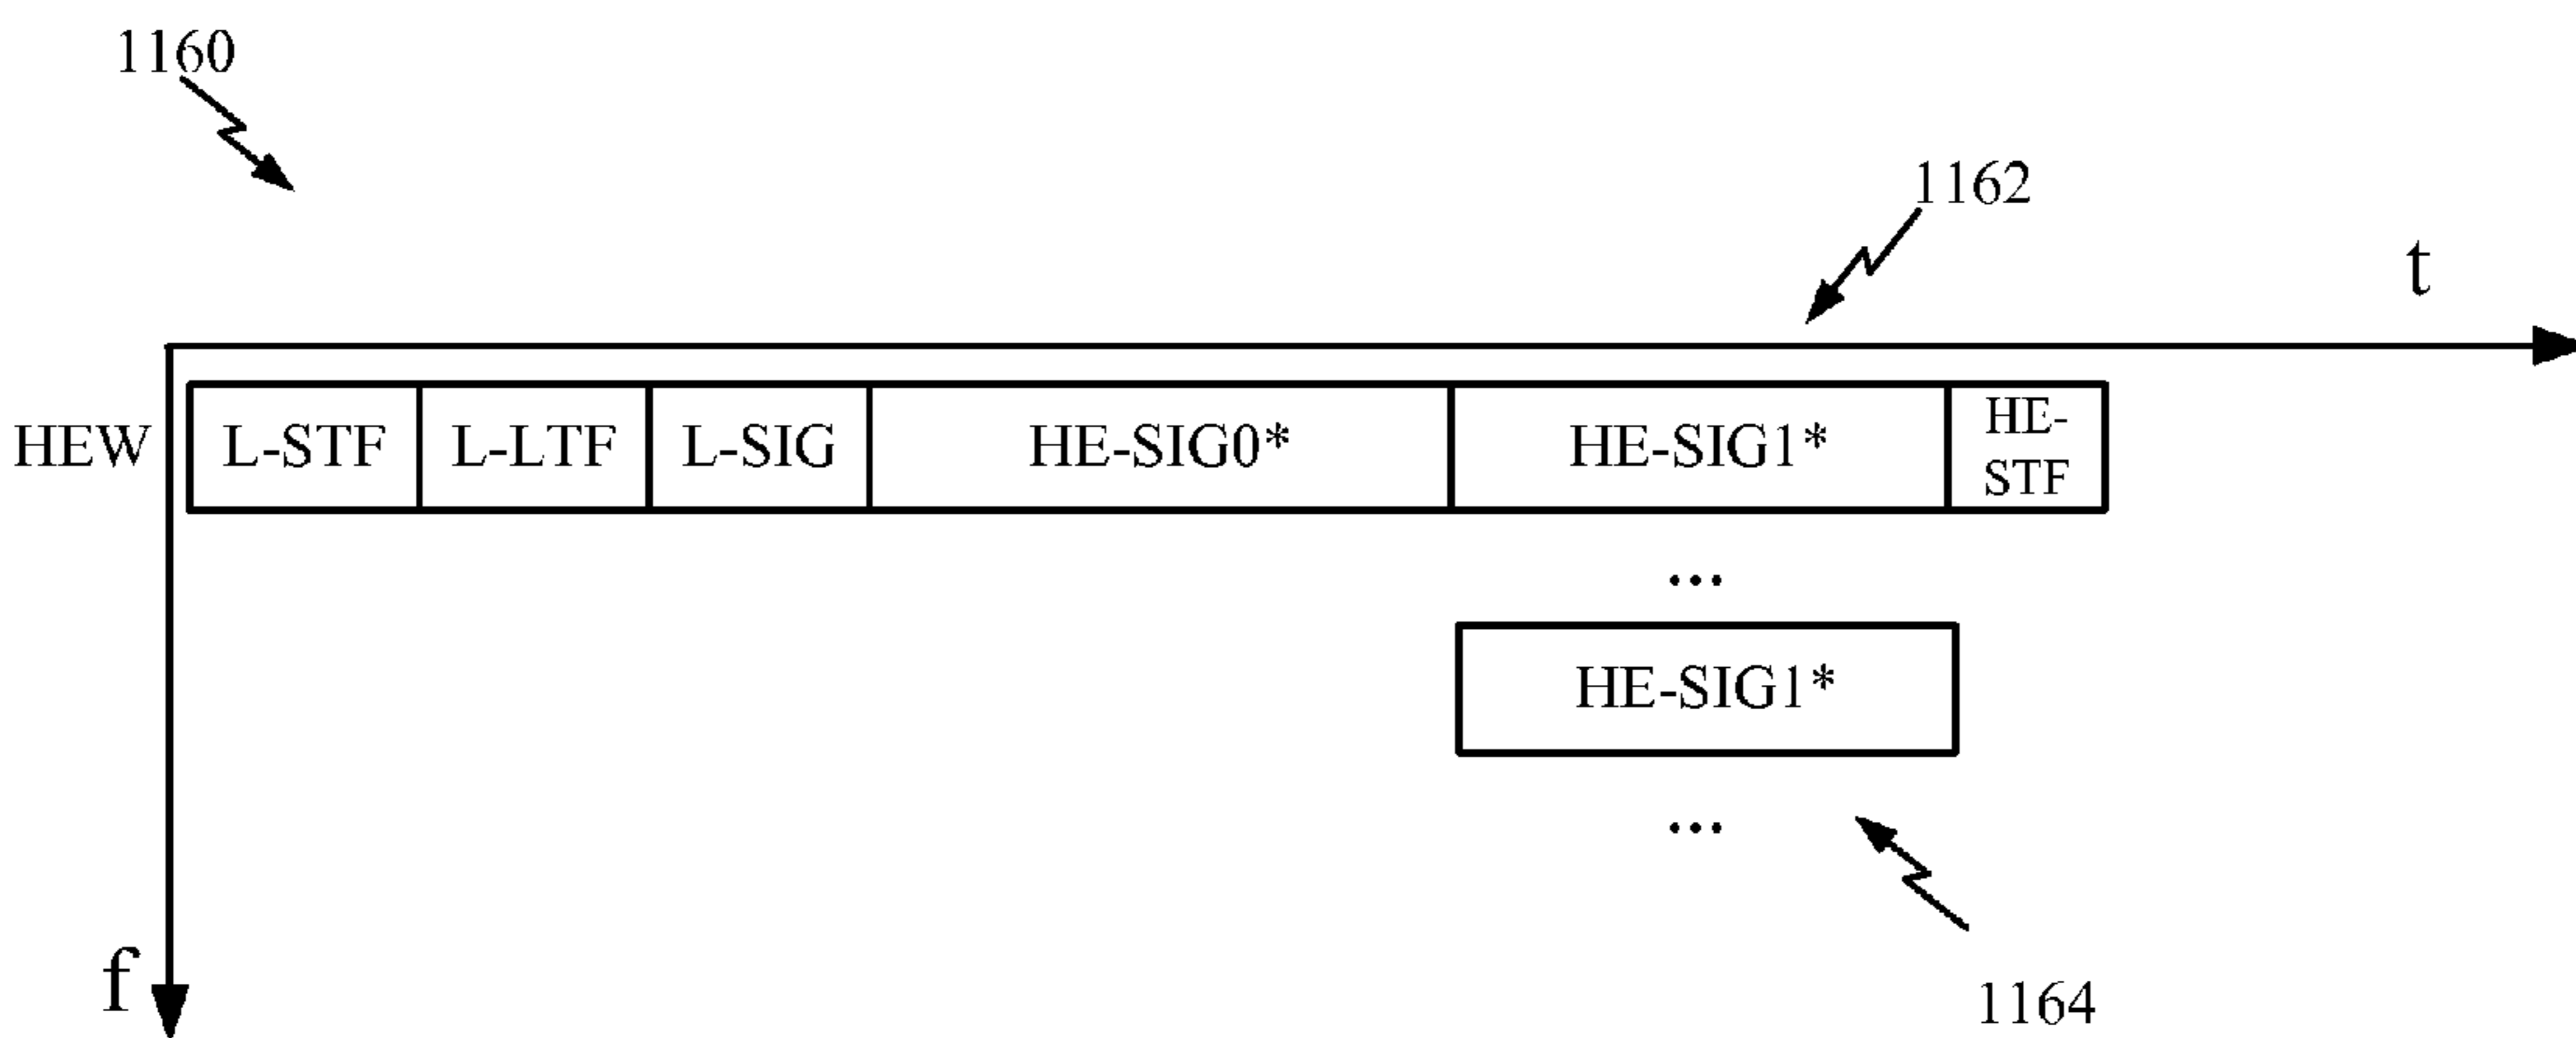 1160
1162
t
HEW L-STF L-LTF L-SIG HE-SIG0* HE-SIG1* HE-
STF
...
HE-SIG1*
...
f
1164